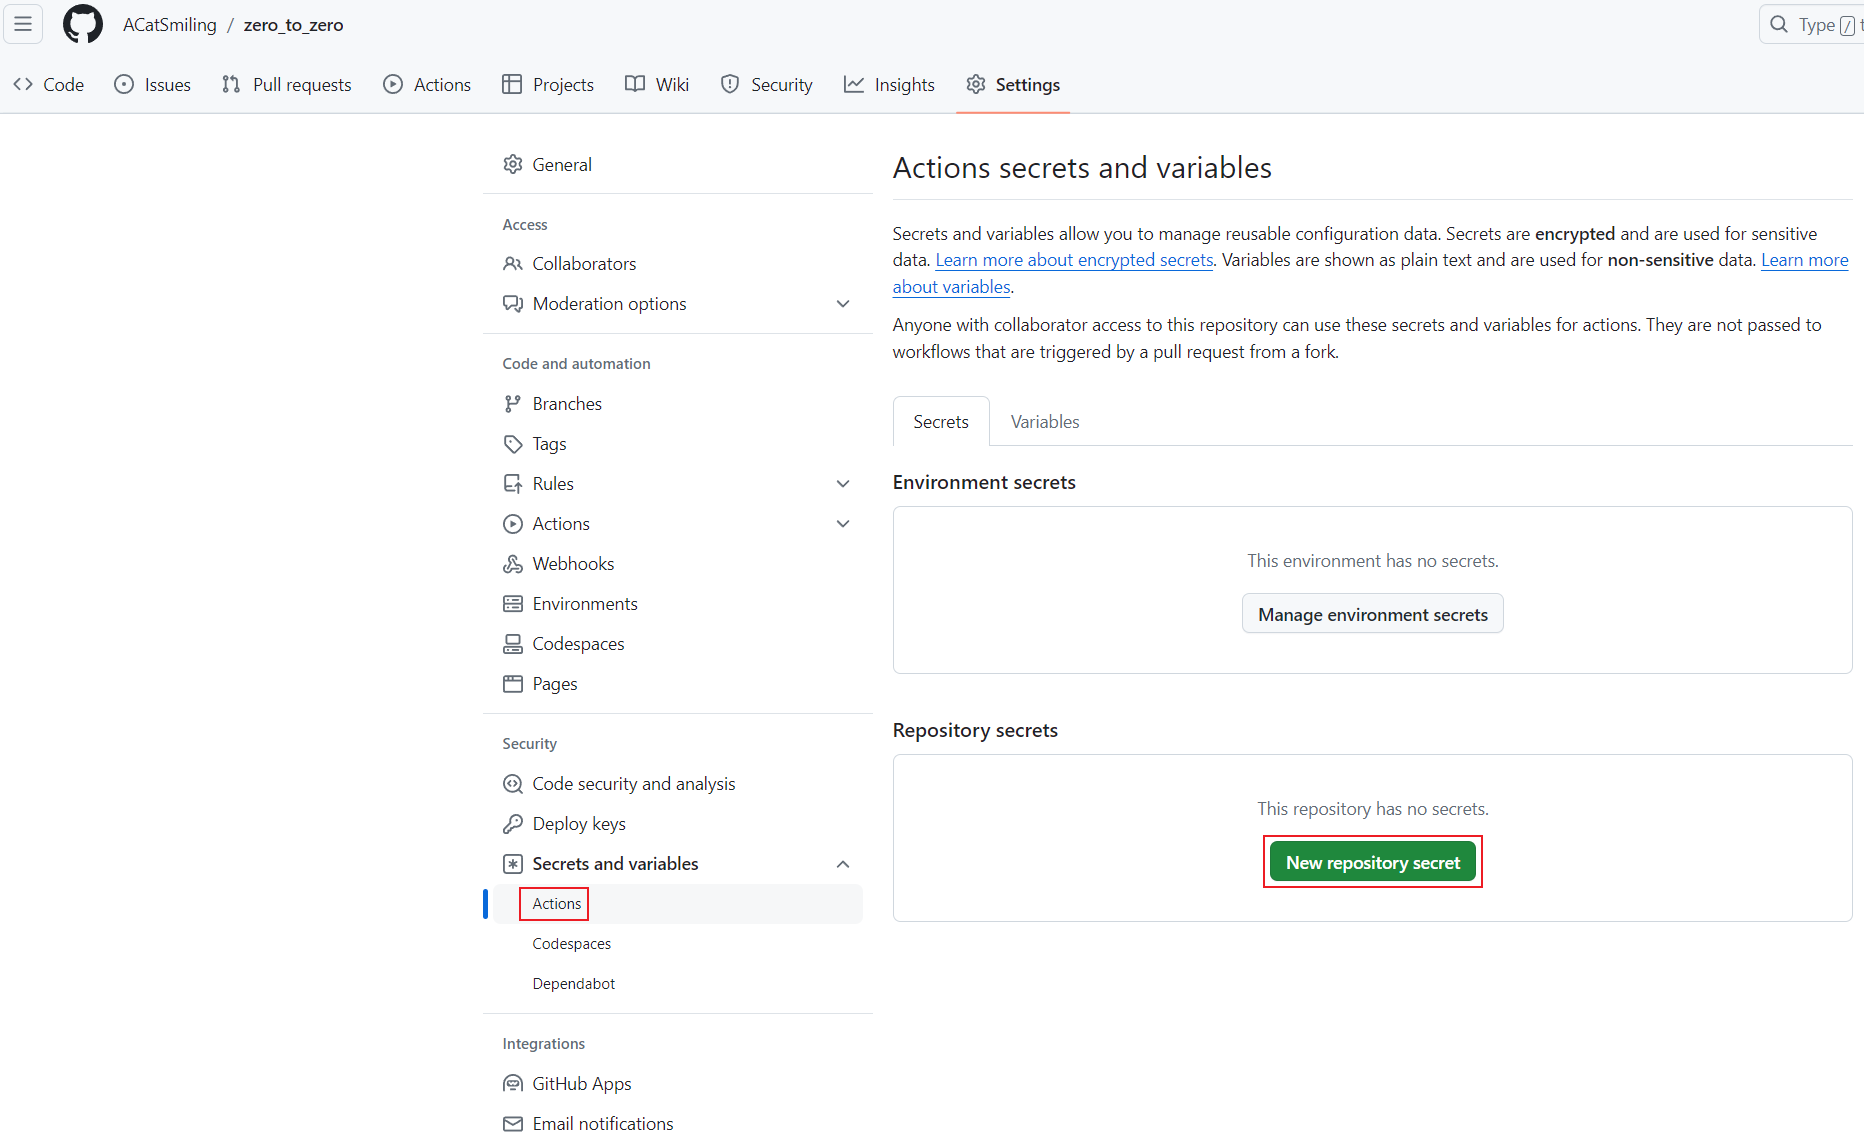 ACatSmiling / zero_to_zero
Type / t
Code Issues Pull requests Actions Projects Wiki Security Insights Settings
General
Access
Collaborators
Moderation options
Code and automation
Branches
Tags
Rules
Actions
Webhooks
Environments
Codespaces
Pages
Security
Code security and analysis
Deploy keys
Secrets and variables
Actions
Codespaces
Dependabot
Integrations
GitHub Apps
Email notifications
Actions secrets and variables
Secrets and variables allow you to manage reusable configuration data. Secrets are encrypted and are used for sensitive
data. Learn more about encrypted secrets. Variables are shown as plain text and are used for non-sensitive data. Learn more
about variables.
Anyone with collaborator access to this repository can use these secrets and variables for actions. They are not passed to
workflows that are triggered by a pull request from a fork.
Secrets Variables
Environment secrets
This environment has no secrets.
Manage environment secrets
Repository secrets
This repository has no secrets.
New repository secret